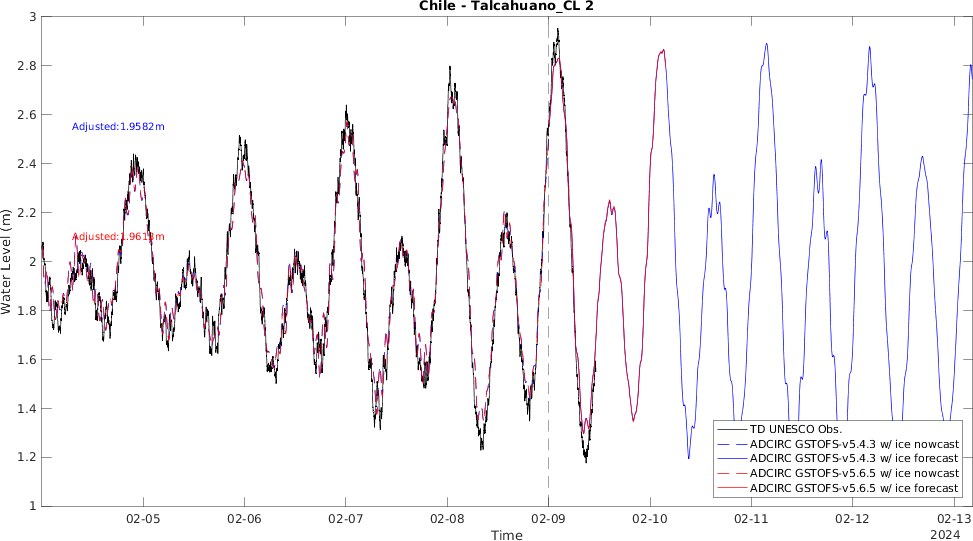 Chile - Talcahuano_CL 2
Water Level (m)
3
2.8
2.6
2.4
2.2
2
1.8
1.6
1.4
1.2
1
Adjusted:1.9582m
Adjusted:1.9613m
TD UNESCO Obs.
ADCIRC GSTOFS-v5.4.3 w/ ice nowcast
ADCIRC GSTOFS-v5.4.3 w/ ice forecast
ADCIRC GSTOFS-v5.6.5 w/ ice nowcast
ADCIRC GSTOFS-v5.6.5 w/ ice forecast
02-05 02-06 02-07 02-08 02-09 02-10 02-11 02-12 02-13
Time
2024